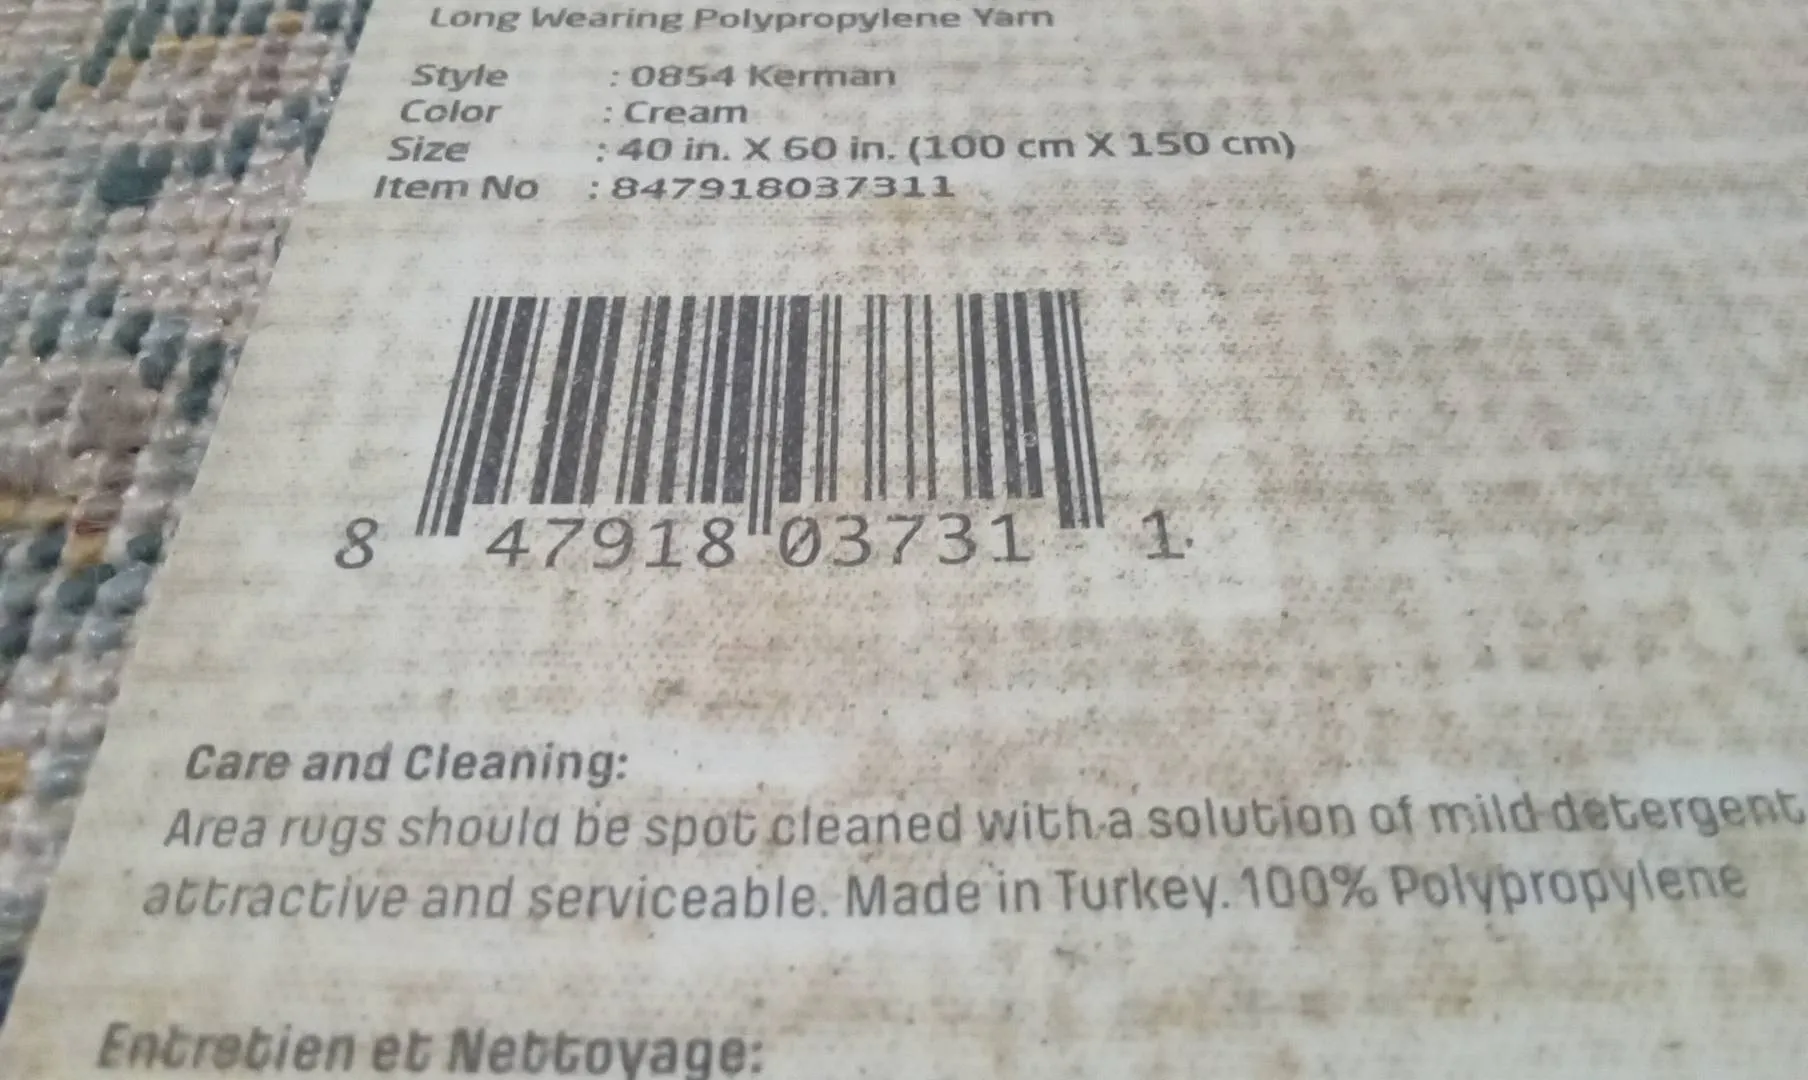 Long Wearing Polypropylene Yarn
Style : 0854 Kerman
Color : Cream
Size : 40 in. X 60 in. (100 cm X 150 cm)
Item No : 847918037311
8 47918 03731 1
Care and Cleaning:
Area rugs should be spot cleaned with a solution of mild detergent
attractive and serviceable. Made in Turkey. 100% Polypropylene
Entretien et Nettoyage: